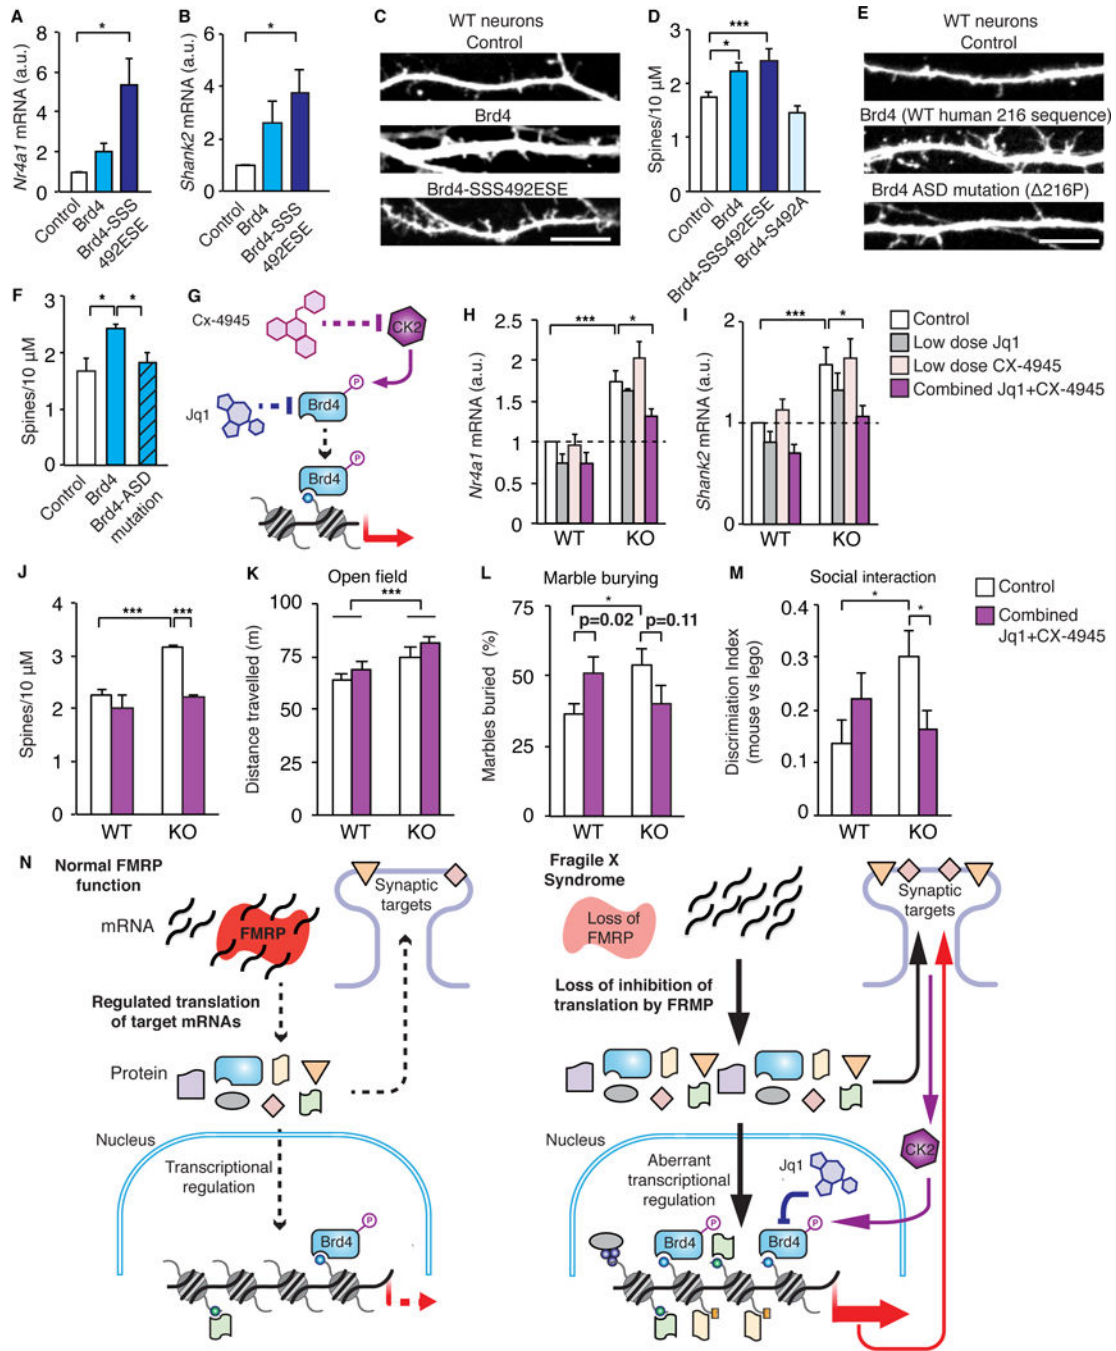 A
Nr4a1 mRNA (a.u.)
8
6
4
2
0
*
Control
Brd4
Brd4-SSS
492ESE
B
Shank2 mRNA (a.u.)
6
4
2
0
*
Control
Brd4
Brd4-SSS
492ESE
C
WT neurons
Control
Brd4
Brd4-SSS492ESE
D
Spines/10 µM
3
2
1
0
***
*
Control
Brd4
Brd4-SSS492ESE
Brd4-S492A
E
WT neurons
Control
Brd4 (WT human 216 sequence)
Brd4 ASD mutation (Δ216P)
F
Spines/10 µM
3
2
1
0
* *
Control
Brd4
Brd4-ASD
mutation
G
Cx-4945
CK2
P
Jq1
Brd4
P
Brd4
H
Nr4a1 mRNA (a.u.)
2.5
2
1.5
1
0.5
0
*** *
WT KO
I
Shank2 mRNA (a.u.)
2
1
0
*** *
WT KO
Control
Low dose Jq1
Low dose CX-4945
Combined Jq1+CX-4945
J
Spines/10 µM
4
3
2
1
0
*** ***
WT KO
K
Open field
Distance travelled (m)
100
75
50
25
0
***
WT KO
L
Marble burying
Marbles buried (%)
75
50
25
0
*
p=0.02 p=0.11
WT KO
M
Social interaction
Discrimiation Index
(mouse vs lego)
0.4
0.3
0.2
0.1
0
* *
WT KO
Control
Combined
Jq1+CX-4945
N
Normal FMRP
function
mRNA
FMRP
Synaptic
targets
Regulated translation
of target mRNAs
Protein
Nucleus
Transcriptional
regulation
P
Brd4
Fragile X
Syndrome
Loss of
FMRP
Synaptic
targets
Loss of inhibition of
translation by FRMP
Nucleus
CK2
Aberrant
transcriptional
regulation
Jq1
P
P
Brd4
Brd4